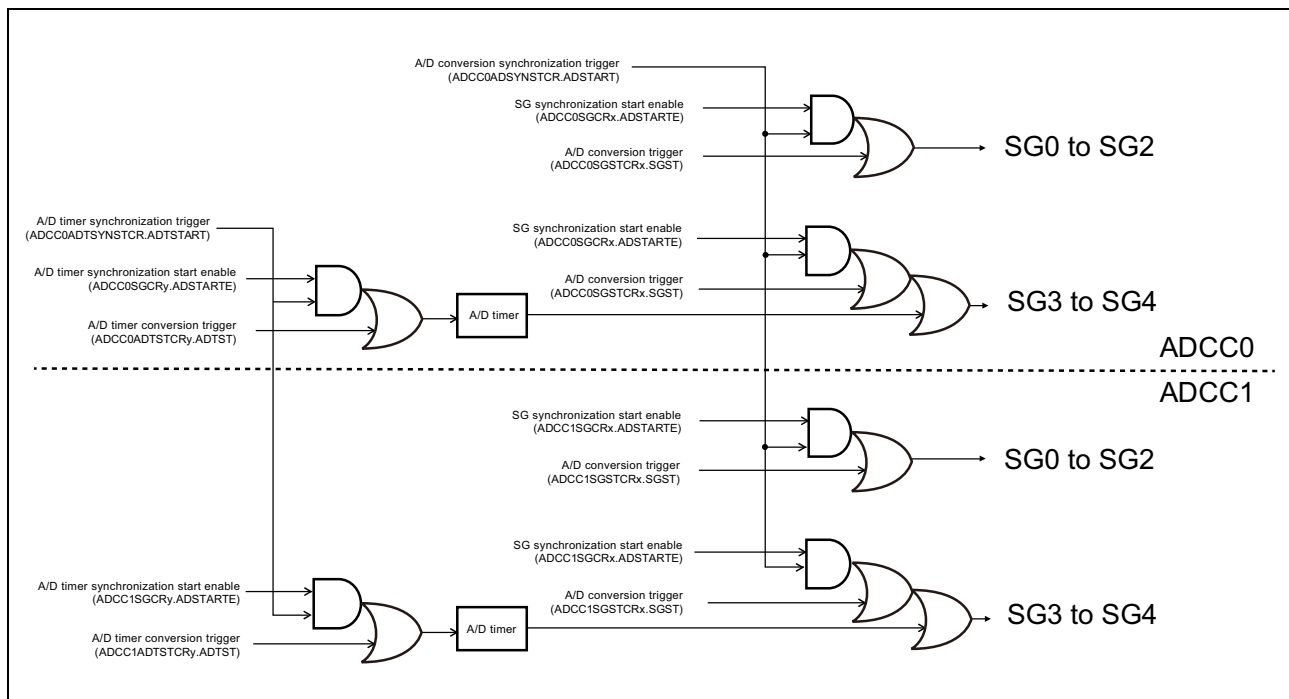 A/D conversion synchronization trigger
(ADCC0ADSYNSTCR.ADSTART)
SG synchronization start enable
(ADCC0SGCRx.ADSTARTE)
A/D conversion trigger
(ADCC0SGSTCRx.SGST)
SG0 to SG2
A/D timer synchronization trigger
(ADCC0ADTSYNSTCR.ADTSTART)
A/D timer synchronization start enable
(ADCC0SGCRy.ADSTARTE)
A/D timer conversion trigger
(ADCC0ADTSTCRy.ADTST)
A/D timer
SG synchronization start enable
(ADCC0SGCRx.ADSTARTE)
A/D conversion trigger
(ADCC0SGSTCRx.SGST)
SG3 to SG4
ADCC0
ADCC1
SG synchronization start enable
(ADCC1SGCRx.ADSTARTE)
A/D conversion trigger
(ADCC1SGSTCRx.SGST)
SG0 to SG2
A/D timer synchronization start enable
(ADCC1SGCRy.ADSTARTE)
A/D timer conversion trigger
(ADCC1ADTSTCRy.ADTST)
A/D timer
SG synchronization start enable
(ADCC1SGCRx.ADSTARTE)
A/D conversion trigger
(ADCC1SGSTCRx.SGST)
SG3 to SG4